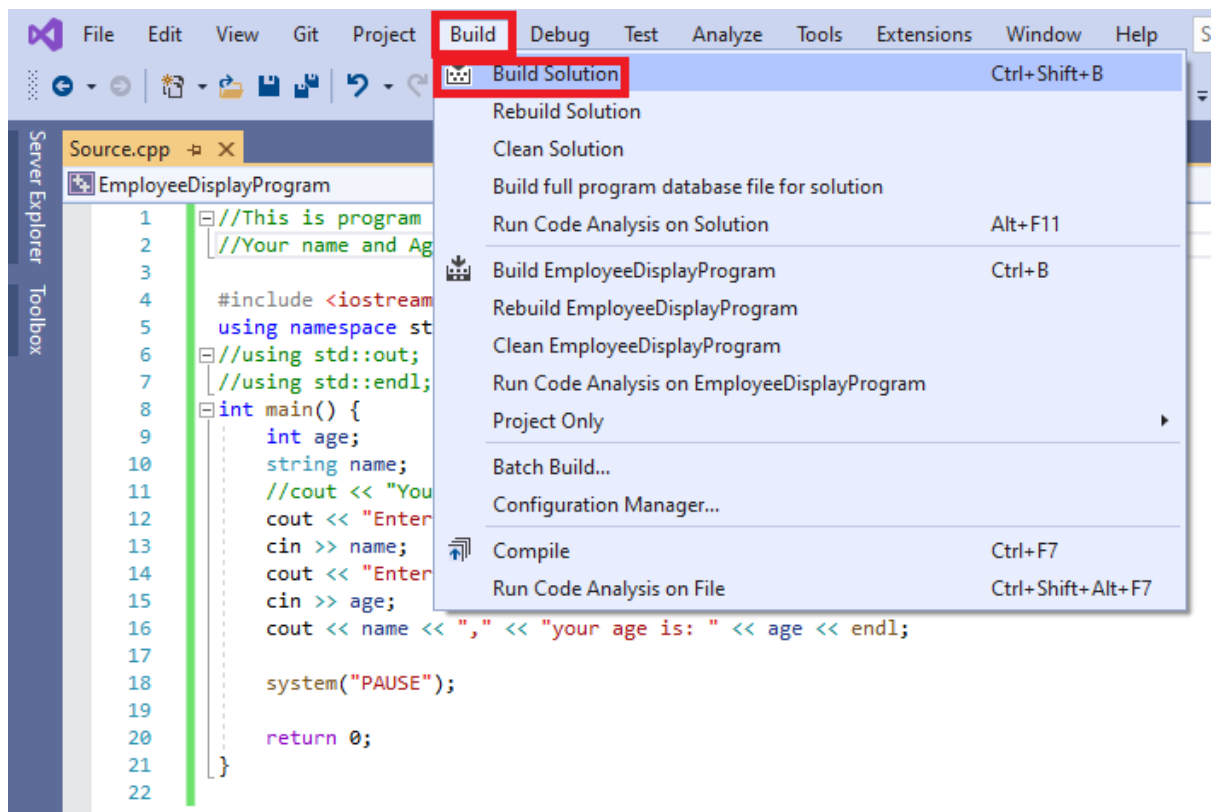 File Edit View Git Project Build Debug Test Analyze Tools Extensions Window Help S
Build Solution Ctrl+Shift+B
Rebuild Solution
Clean Solution
Build full program database file for solution
Run Code Analysis on Solution Alt+F11
Build EmployeeDisplayProgram Ctrl+B
Rebuild EmployeeDisplayProgram
Clean EmployeeDisplayProgram
Run Code Analysis on EmployeeDisplayProgram
Project Only
Batch Build...
Configuration Manager...
Compile Ctrl+F7
Run Code Analysis on File Ctrl+Shift+Alt+F7
Server Explorer
Toolbox
Source.cpp
EmployeeDisplayProgram
1 //This is program
2 //Your name and Ag
3
4 #include <iostream
5 using namespace st
6 //using std::out;
7 //using std::endl;
8 int main() {
9 int age;
10 string name;
11 //cout << "You
12 cout << "Enter
13 cin >> name;
14 cout << "Enter
15 cin >> age;
16 cout << name << "," << "your age is: " << age << endl;
17
18 system("PAUSE");
19
20 return 0;
21 }
22